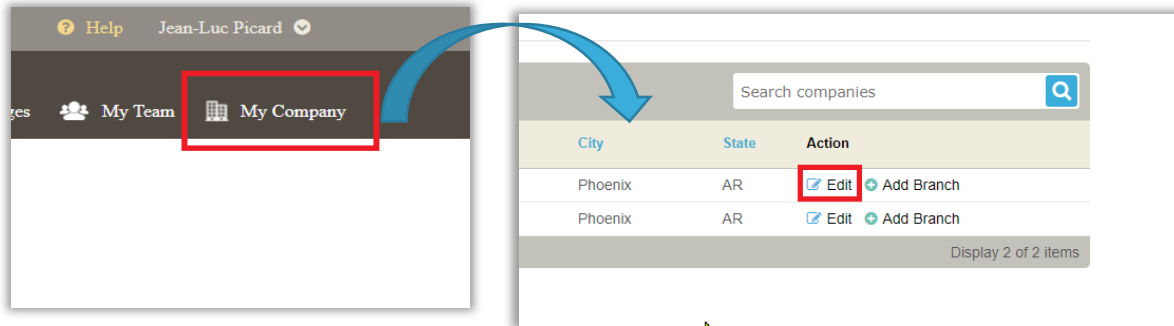 Help Jean-Luc Picard
My Team My Company
Search companies
City State Action
Phoenix AR Edit Add Branch
Phoenix AR Edit Add Branch
Display 2 of 2 items